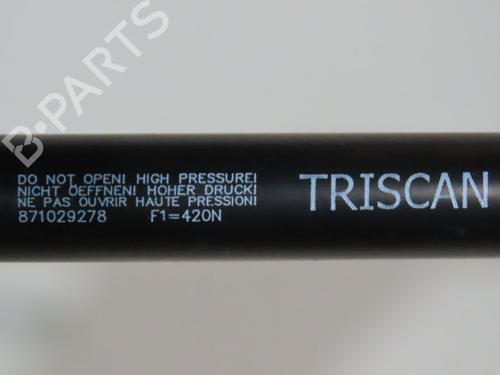 B-PARTS
DO NOT OPEN! HIGH PRESSURE!
NICHT OEFFNEN! HOHER DRUCK!
NE PAS OUVRIR HAUTE PRESSION!
871029278 F1=420N
TRISCAN